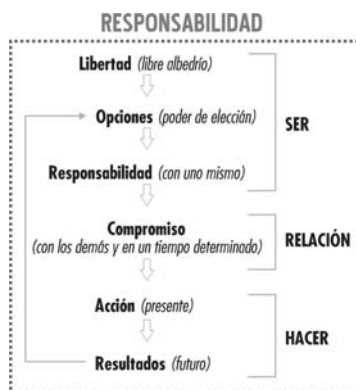 RESPONSABILIDAD
Libertad (libre albedrío)
Opciones (poder de elección)
SER
Responsabilidad (con uno mismo)
Compromiso
(con los demás y en un tiempo determinado)
RELACIÓN
Acción (presente)
HACER
Resultados (futuro)